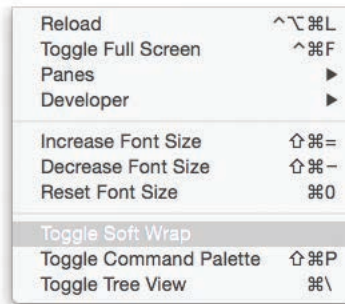 Reload ^⌥⌘L
Toggle Full Screen ^⌘F
Panes ▶
Developer ▶
Increase Font Size ⇧⌘=
Decrease Font Size ⇧⌘−
Reset Font Size ⌘0
Toggle Soft Wrap
Toggle Command Palette ⇧⌘P
Toggle Tree View ⌘\